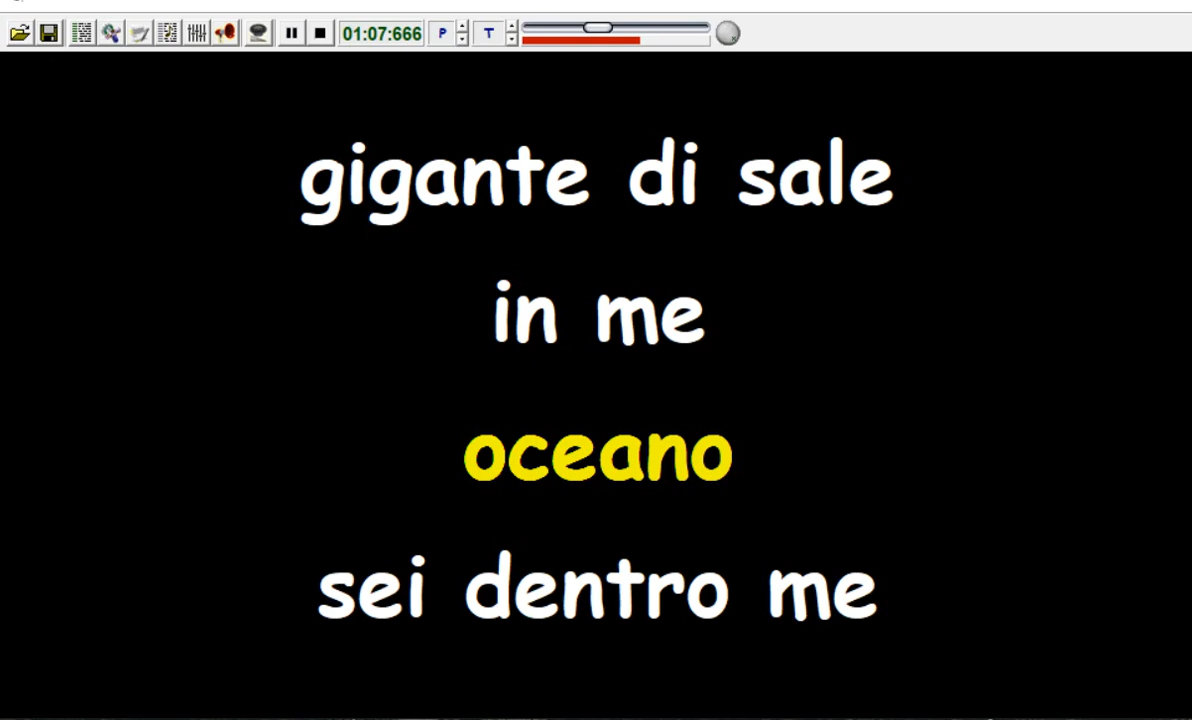 01:07:666 P T
gigante di sale
in me
oceano
sei dentro me